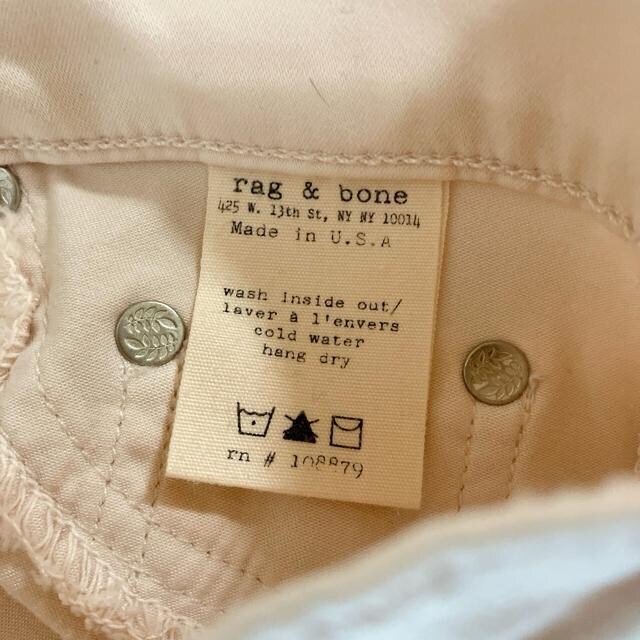 rag & bone
425 W. 13th St, NY NY 10014
Made in U.S.A
wash inside out/
laver à l'envers
cold water
hang dry
rn # 108879